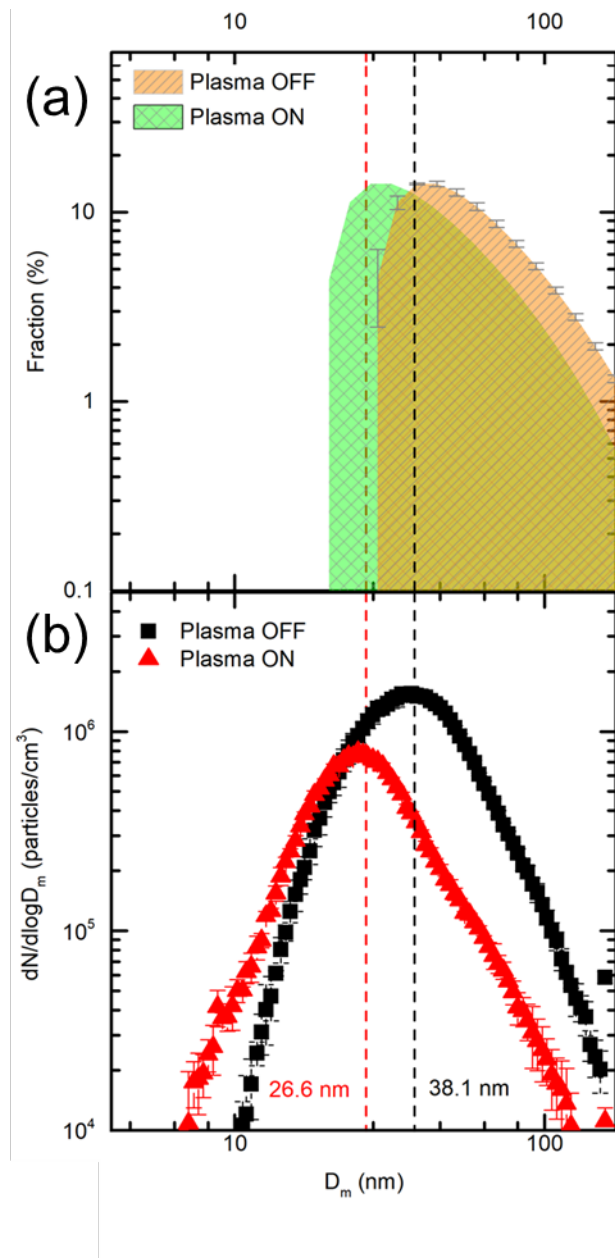 10 100
(a)
Plasma OFF
Plasma ON
10
1
0.1
Fraction (%)
(b)
Plasma OFF
Plasma ON
10⁶
10⁵
10⁴
dN/dlogDₘ (particles/cm³)
26.6 nm 38.1 nm
10 100
Dₘ (nm)